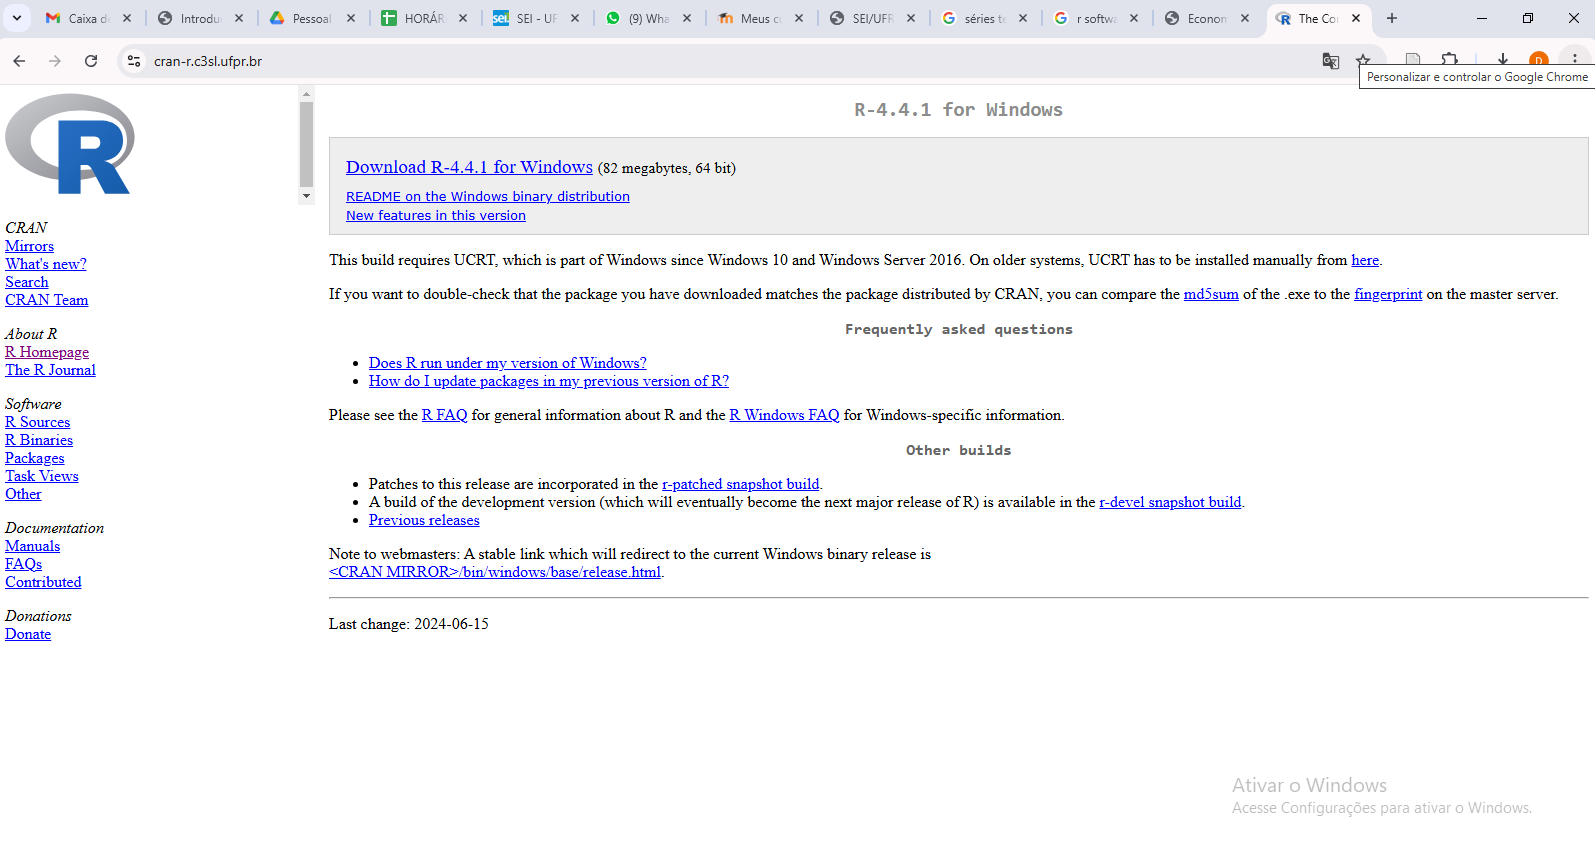 Caixa de
Introdu
Pessoal
HORÁR
sei.
SEI - UF
(9) Wha
Meus c
SEI/UFR
séries te
r softwa
Econom
The Co
cran-r.c3sl.ufpr.br
D
Personalizar e controlar o Google Chrome
R
CRAN
Mirrors
What's new?
Search
CRAN Team
About R
R Homepage
The R Journal
Software
R Sources
R Binaries
Packages
Task Views
Other
Documentation
Manuals
FAQs
Contributed
Donations
Donate
R-4.4.1 for Windows
Download R-4.4.1 for Windows (82 megabytes, 64 bit)
README on the Windows binary distribution
New features in this version
This build requires UCRT, which is part of Windows since Windows 10 and Windows Server 2016. On older systems, UCRT has to be installed manually from here.
If you want to double-check that the package you have downloaded matches the package distributed by CRAN, you can compare the md5sum of the .exe to the fingerprint on the master server.
Frequently asked questions
• Does R run under my version of Windows?
• How do I update packages in my previous version of R?
Please see the R FAQ for general information about R and the R Windows FAQ for Windows-specific information.
Other builds
• Patches to this release are incorporated in the r-patched snapshot build.
• A build of the development version (which will eventually become the next major release of R) is available in the r-devel snapshot build.
• Previous releases
Note to webmasters: A stable link which will redirect to the current Windows binary release is
<CRAN MIRROR>/bin/windows/base/release.html.
Last change: 2024-06-15
Ativar o Windows
Acesse Configurações para ativar o Windows.